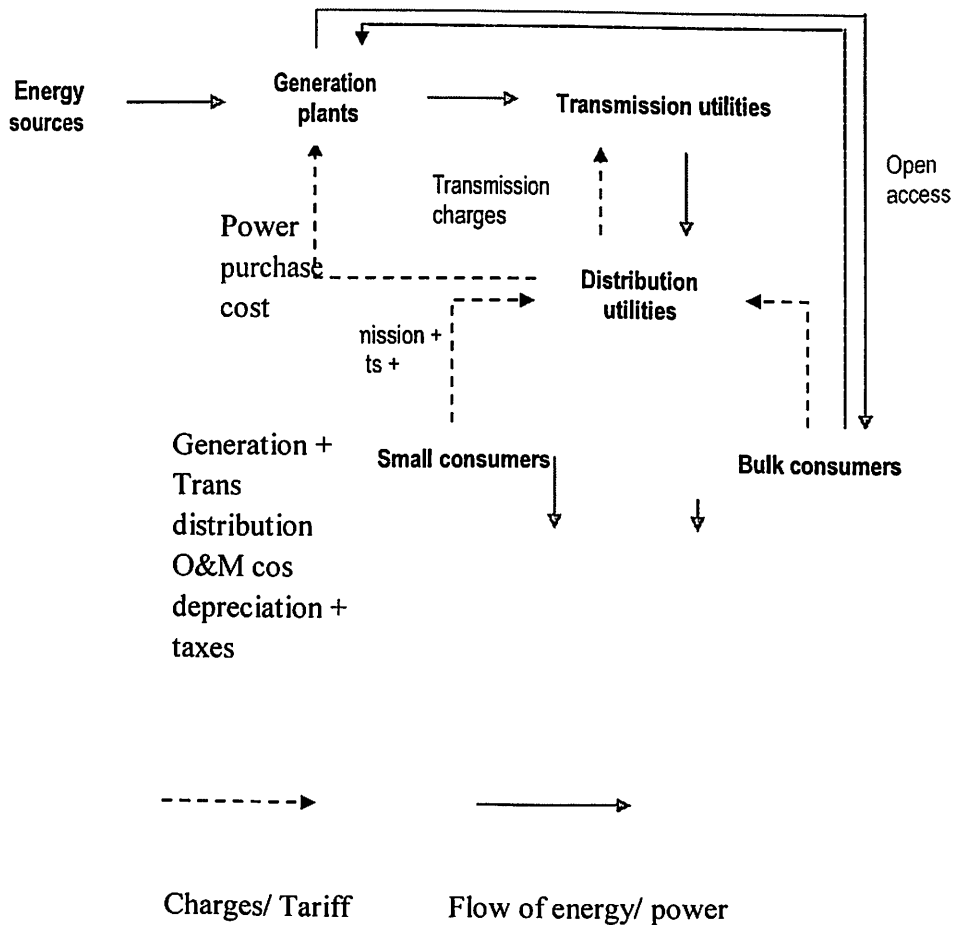 Energy
sources
Generation
plants
Transmission utilities
Open
access
Transmission
charges
Power
purchase
cost
Distribution
utilities
nission +
ts +
Generation +
Trans
distribution
O&M cos
depreciation +
taxes
Small consumers
Bulk consumers
Charges/ Tariff
Flow of energy/ power